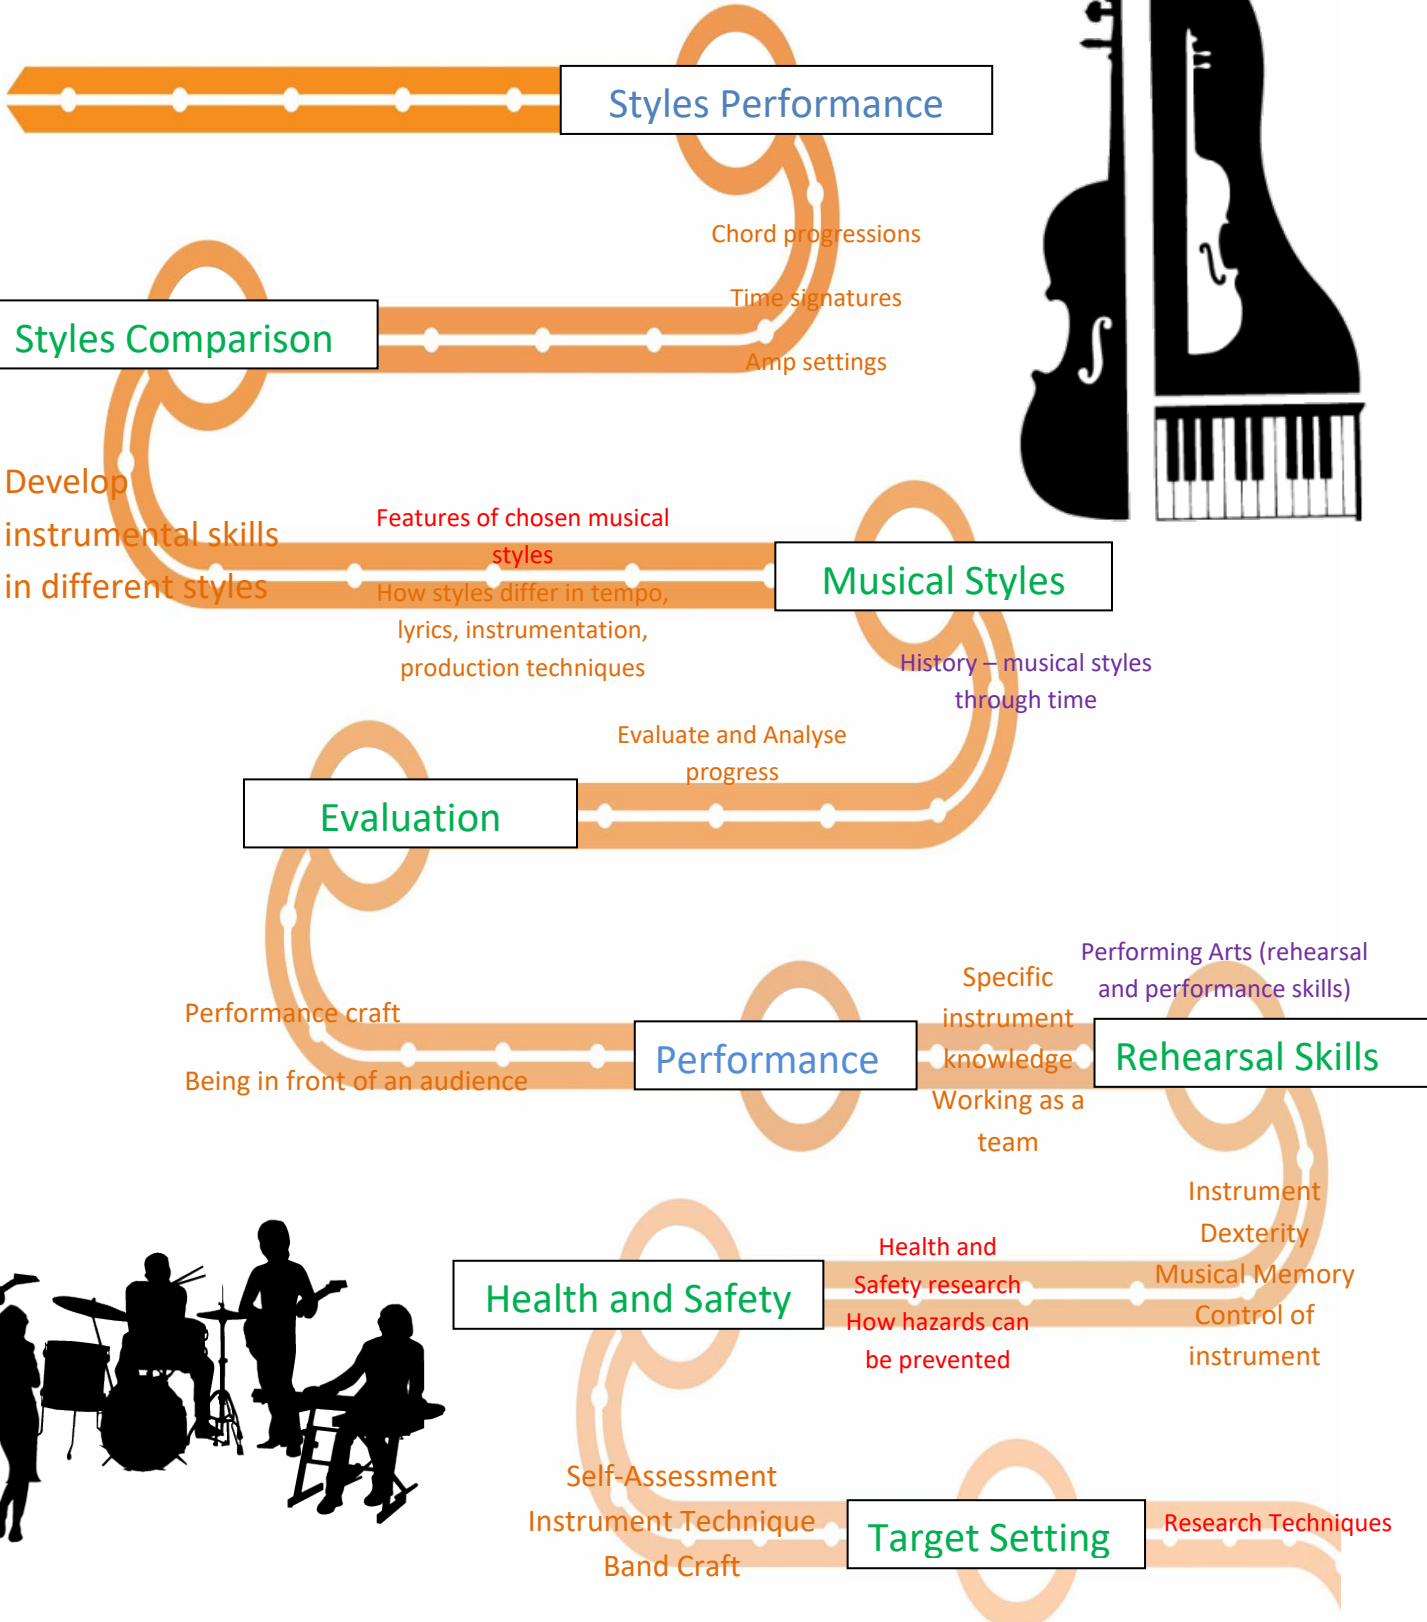 Styles Performance
Chord progressions
Time signatures
Amp settings
Styles Comparison
Develop
instrumental skills
in different styles
Features of chosen musical
styles
How styles differ in tempo,
lyrics, instrumentation,
production techniques
Musical Styles
History – musical styles
through time
Evaluate and Analyse
progress
Evaluation
Performing Arts (rehearsal
and performance skills)
Specific
instrument
knowledge
Working as a
team
Performance craft
Being in front of an audience
Performance
Rehearsal Skills
Instrument
Dexterity
Musical Memory
Control of
instrument
Health and
Safety research
How hazards can
be prevented
Health and Safety
Self-Assessment
Instrument Technique
Band Craft
Target Setting
Research Techniques